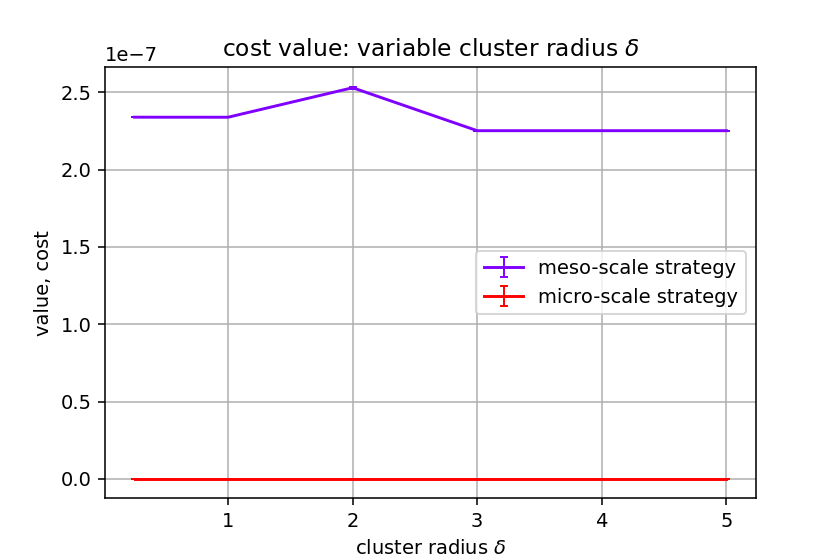 cost value: variable cluster radius δ
1e−7
2.5
2.0
1.5
1.0
0.5
0.0
value, cost
meso-scale strategy
micro-scale strategy
1 2 3 4 5
cluster radius δ